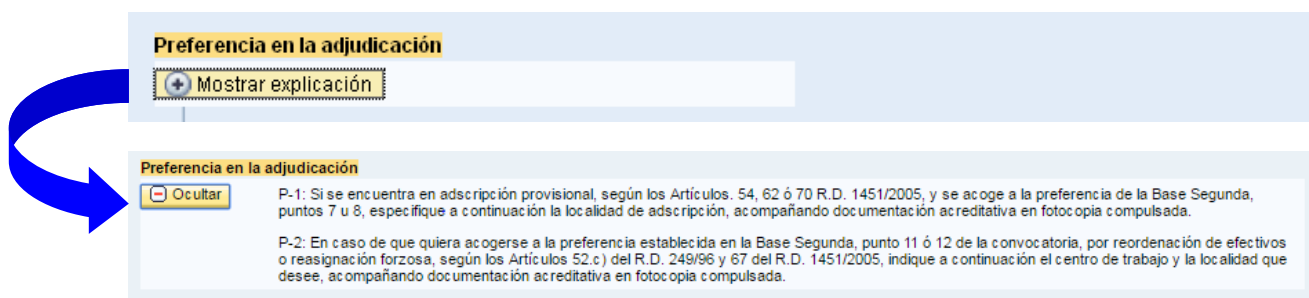 Preferencia en la adjudicación
Mostrar explicación
Preferencia en la adjudicación
Ocultar
P-1: Si se encuentra en adscripción provisional, según los Artículos. 54, 62 ó 70 R.D. 1451/2005, y se acoge a la preferencia de la Base Segunda,
puntos 7 u 8, especifique a continuación la localidad de adscripción, acompañando documentación acreditativa en fotocopia compulsada.
P-2: En caso de que quiera acogerse a la preferencia establecida en la Base Segunda, punto 11 ó 12 de la convocatoria, por reordenación de efectivos
o reasignación forzosa, según los Artículos 52.c) del R.D. 249/96 y 67 del R.D. 1451/2005, indique a continuación el centro de trabajo y la localidad que
desee, acompañando documentación acreditativa en fotocopia compulsada.